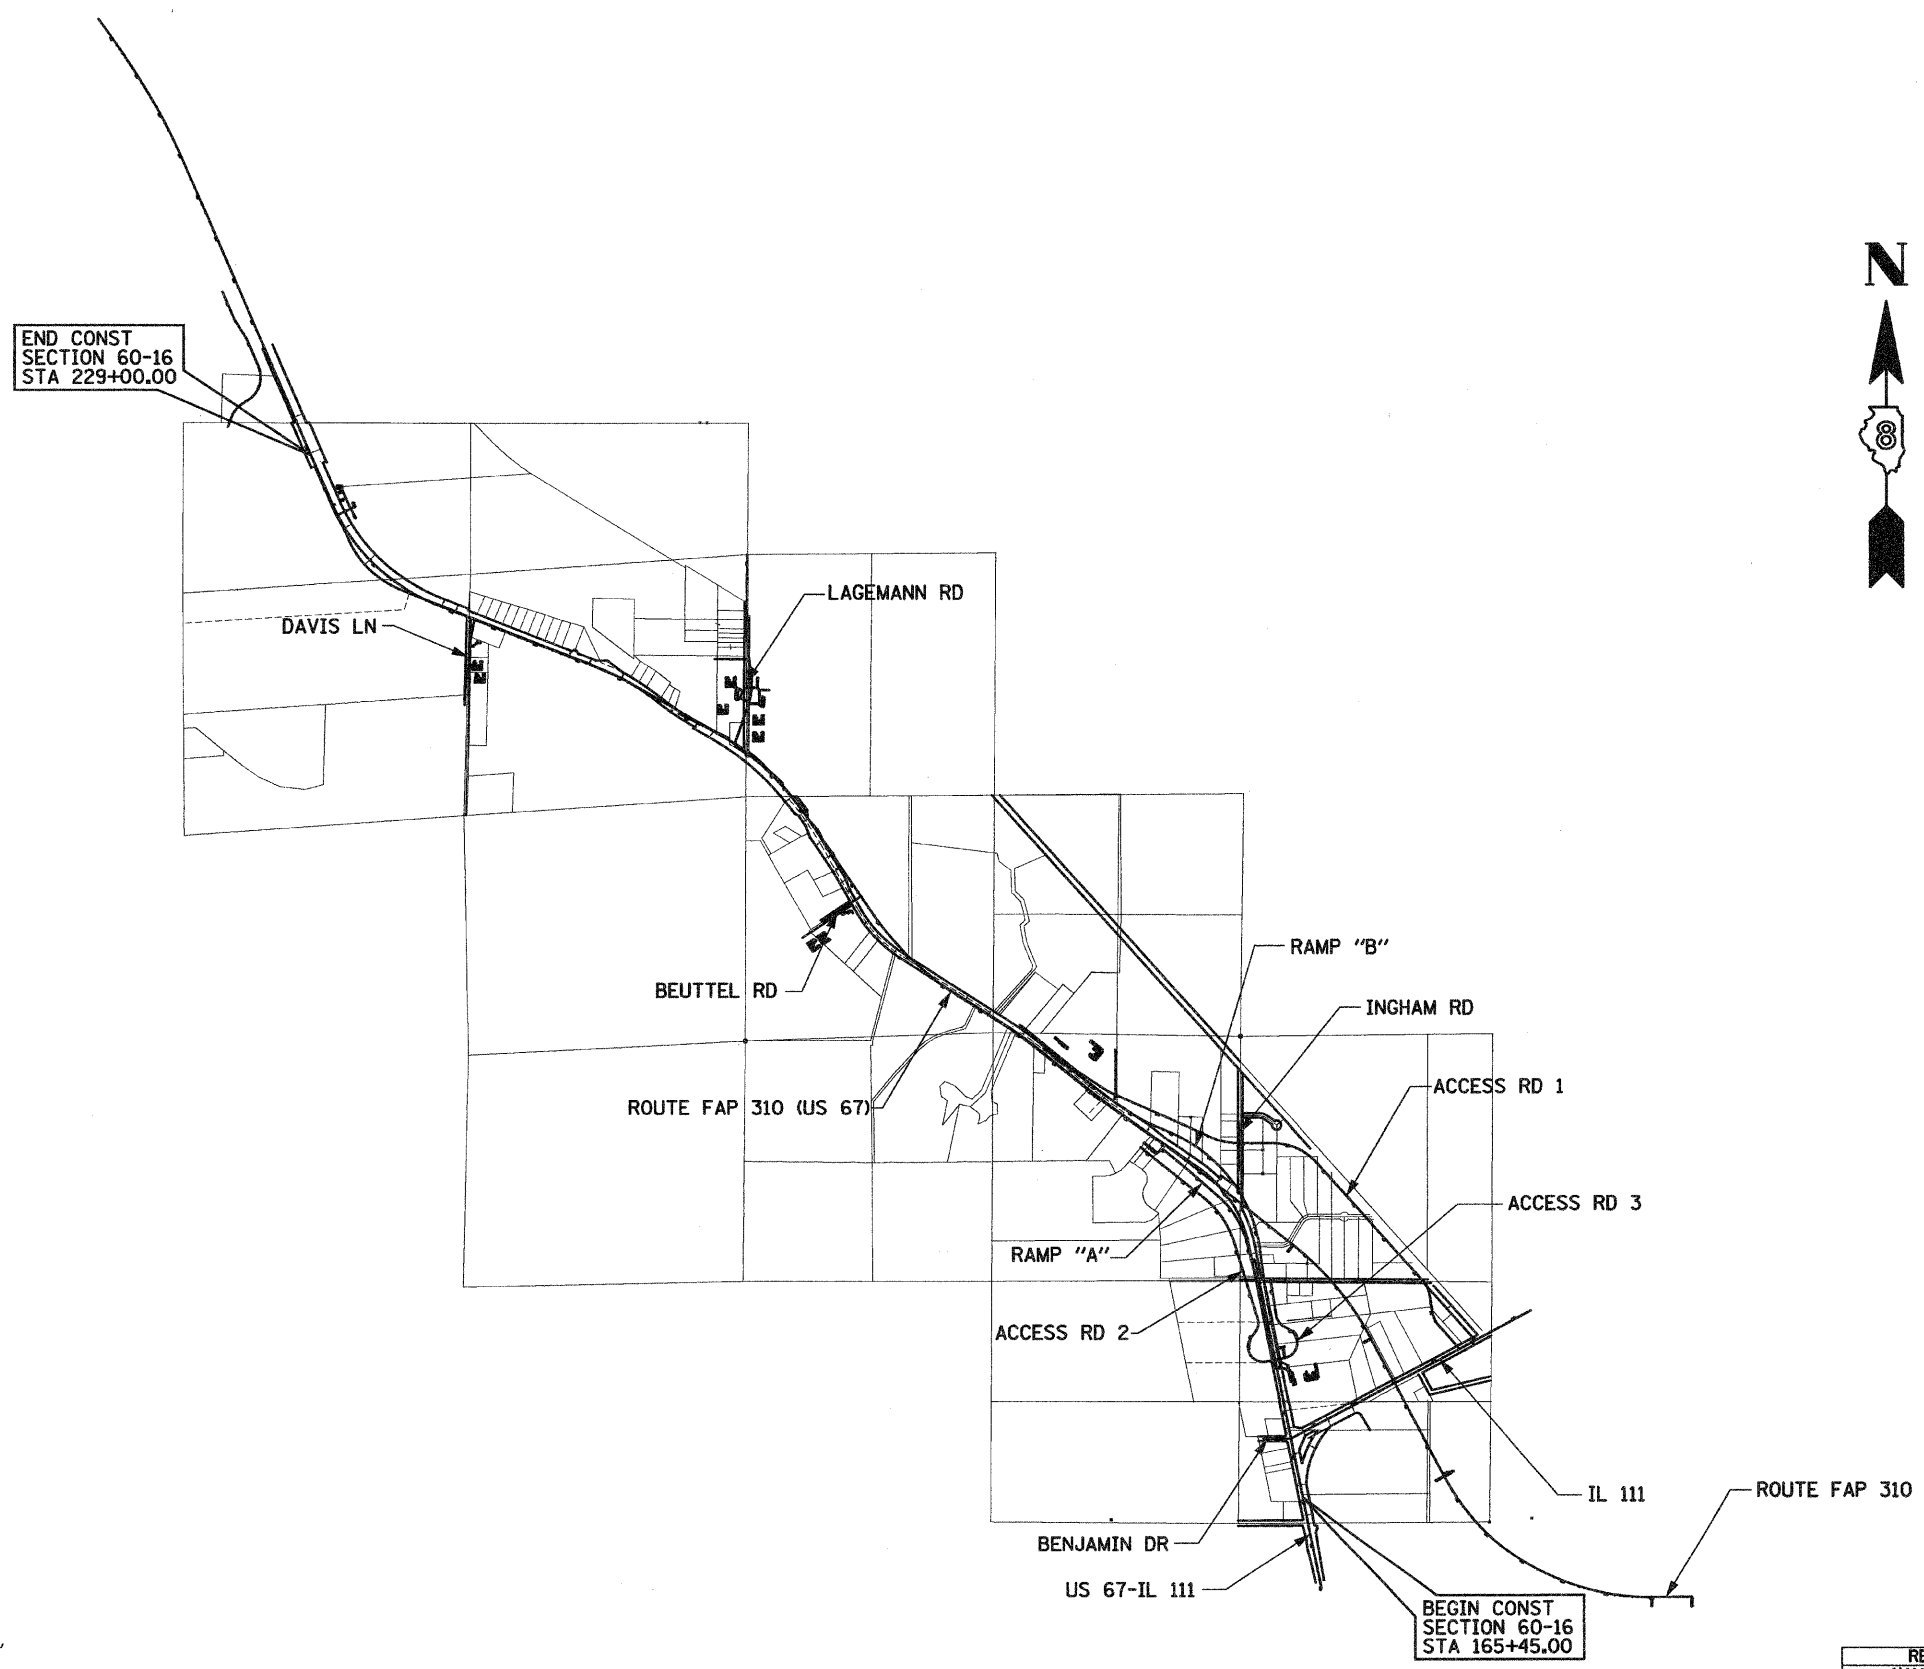 N
END CONST
SECTION 60-16
STA 229+00.00
8
LAGEMANN RD
DAVIS LN
RAMP "B"
BEUTTEL RD
INGHAM RD
ACCESS RD 1
ROUTE FAP 310 (US 67)
ACCESS RD 3
RAMP "A"
ACCESS RD 2
IL 111
ROUTE FAP 310
BENJAMIN DR
US 67-IL 111
BEGIN CONST
SECTION 60-16
STA 165+45.00